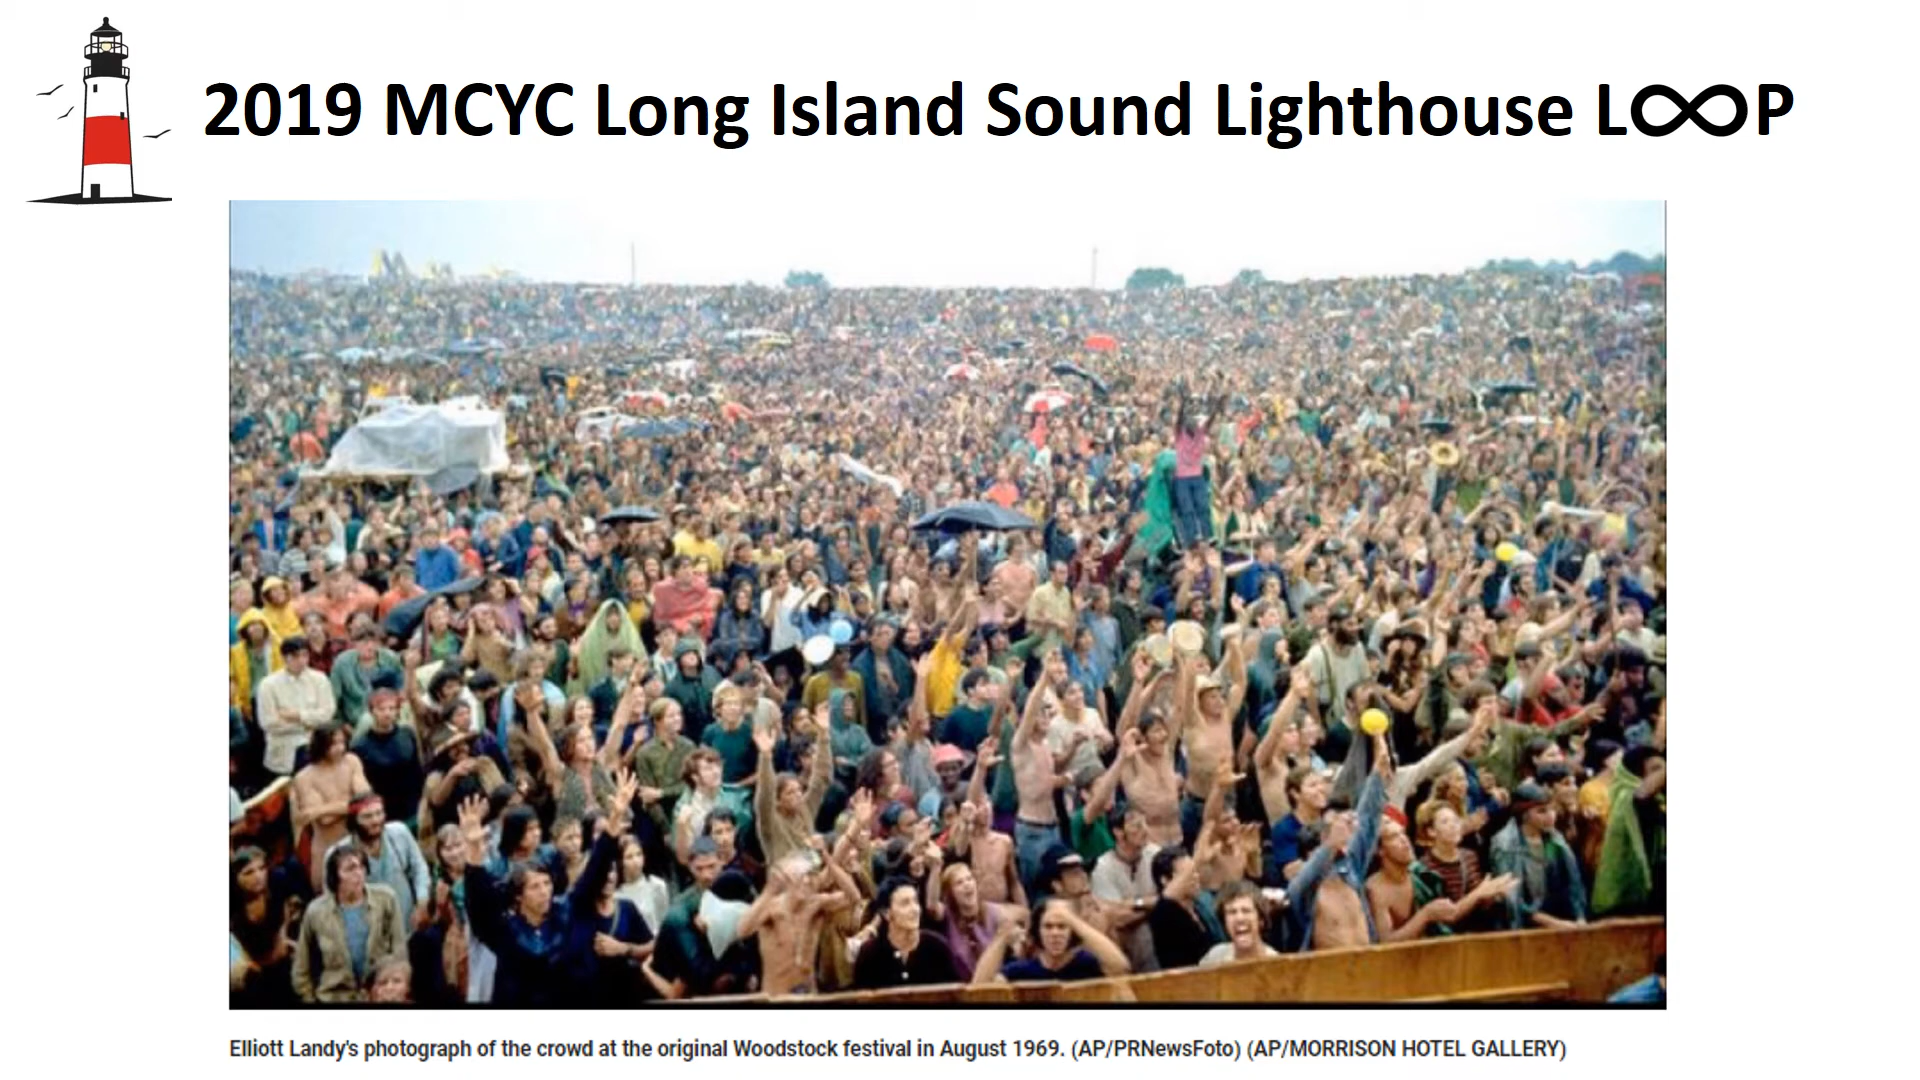 2019 MCYC Long Island Sound Lighthouse L∞P
Elliott Landy's photograph of the crowd at the original Woodstock festival in August 1969. (AP/PRNewsFoto) (AP/MORRISON HOTEL GALLERY)